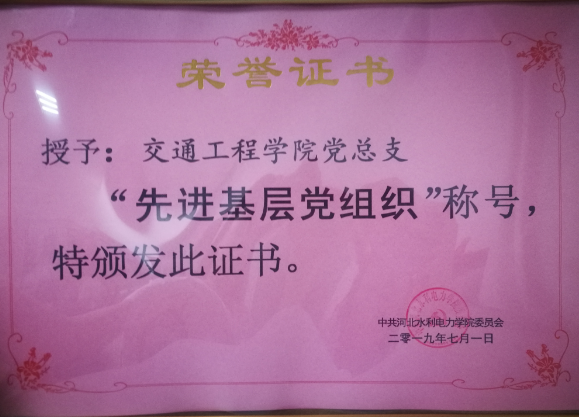 荣誉证书
授予：交通工程学院党总支
“先进基层党组织”称号，
特颁发此证书。
中共河北水利电力学院委员会
二零一九年七月一日